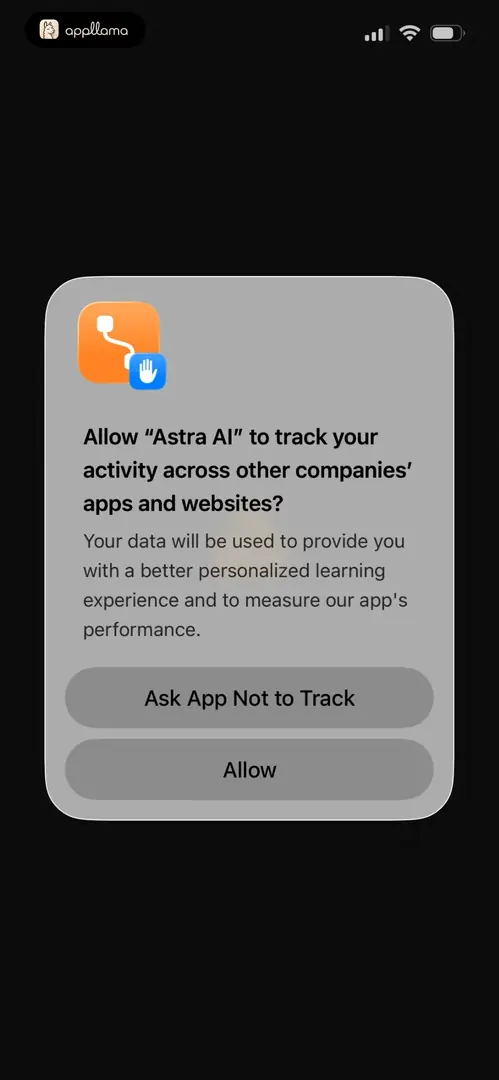 appllama
Allow “Astra AI” to track your
activity across other companies’
apps and websites?
Your data will be used to provide you
with a better personalized learning
experience and to measure our app's
performance.
Ask App Not to Track
Allow